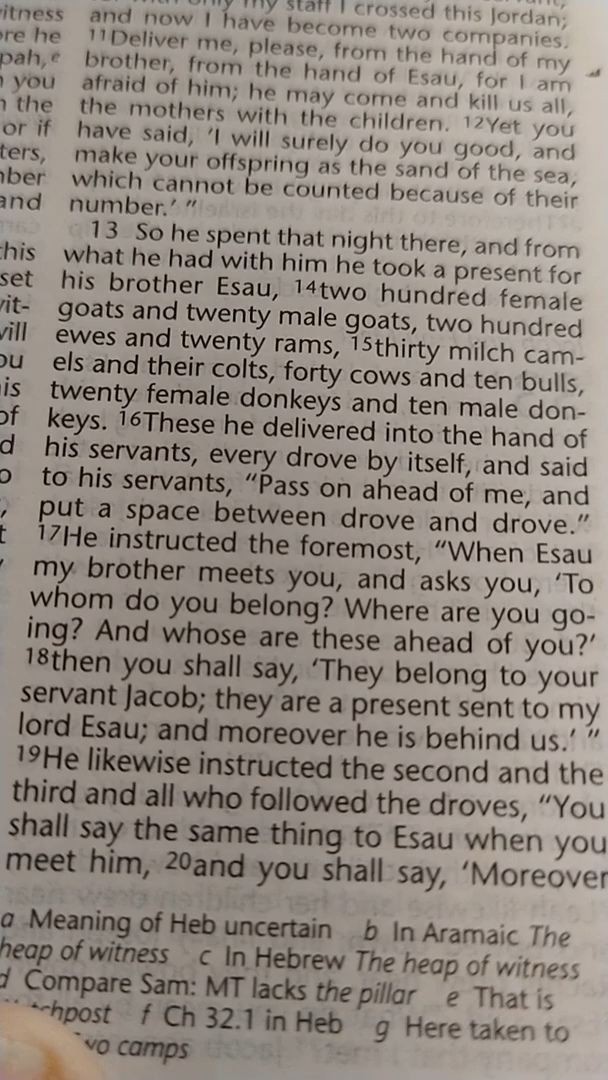 my staff I crossed this Jordan;
and now I have become two companies.
11Deliver me, please, from the hand of my
brother, from the hand of Esau, for I am
afraid of him; he may come and kill us all,
the mothers with the children. 12Yet you
have said, ‘I will surely do you good, and
make your offspring as the sand of the sea,
which cannot be counted because of their
number.’ ”
13 So he spent that night there, and from
what he had with him he took a present for
his brother Esau, 14two hundred female
goats and twenty male goats, two hundred
ewes and twenty rams, 15thirty milch cam-
els and their colts, forty cows and ten bulls,
twenty female donkeys and ten male don-
keys. 16These he delivered into the hand of
his servants, every drove by itself, and said
to his servants, “Pass on ahead of me, and
put a space between drove and drove.”
17He instructed the foremost, “When Esau
my brother meets you, and asks you, ‘To
whom do you belong? Where are you go-
ing? And whose are these ahead of you?’
18then you shall say, ‘They belong to your
servant Jacob; they are a present sent to my
lord Esau; and moreover he is behind us.’ ”
19He likewise instructed the second and the
third and all who followed the droves, “You
shall say the same thing to Esau when you
meet him, 20and you shall say, ‘Moreover
a Meaning of Heb uncertain b In Aramaic The
heap of witness c In Hebrew The heap of witness
d Compare Sam: MT lacks the pillar e That is
f Ch 32.1 in Heb g Here taken to
camps